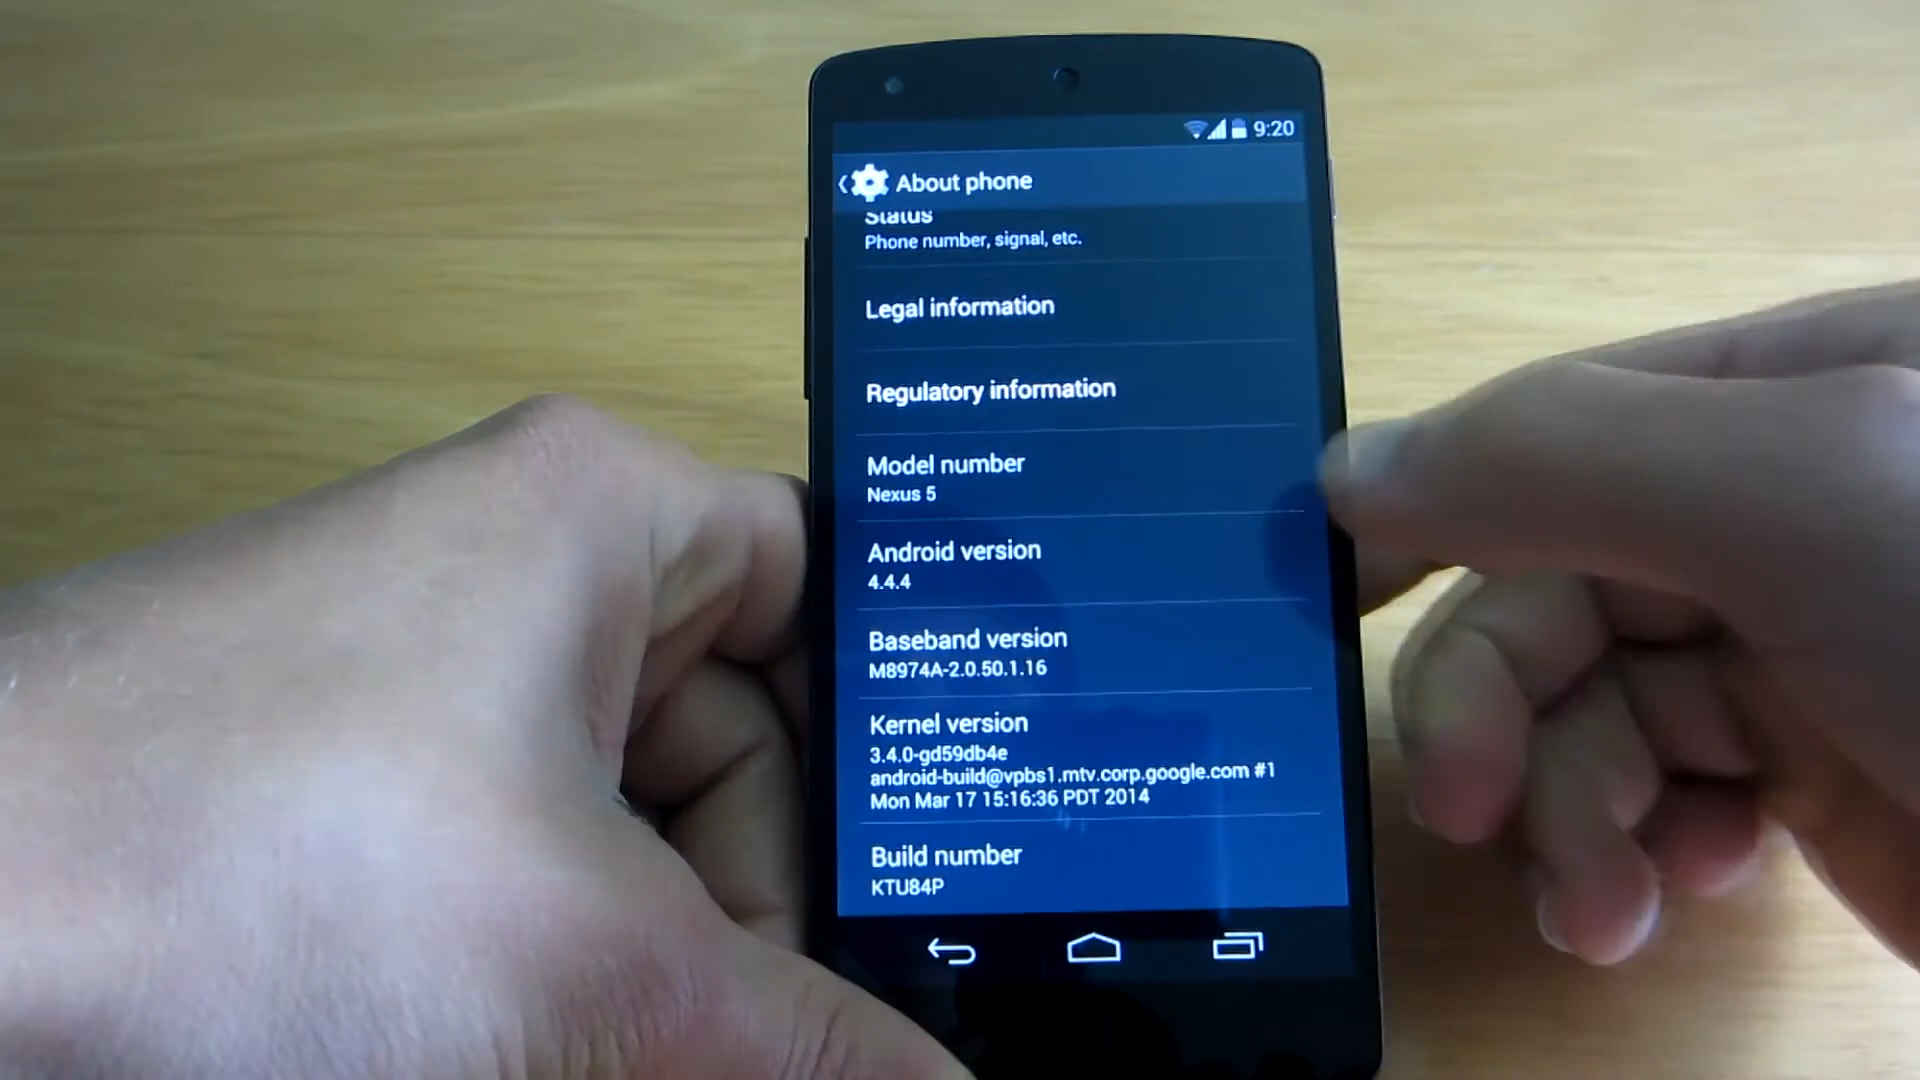 9:20
About phone
Status
Phone number, signal, etc.
Legal information
Regulatory information
Model number
Nexus 5
Android version
4.4.4
Baseband version
M8974A-2.0.50.1.16
Kernel version
3.4.0-gd59db4e
android-build@vpbs1.mtv.corp.google.com #1
Mon Mar 17 15:16:36 PDT 2014
Build number
KTU84P